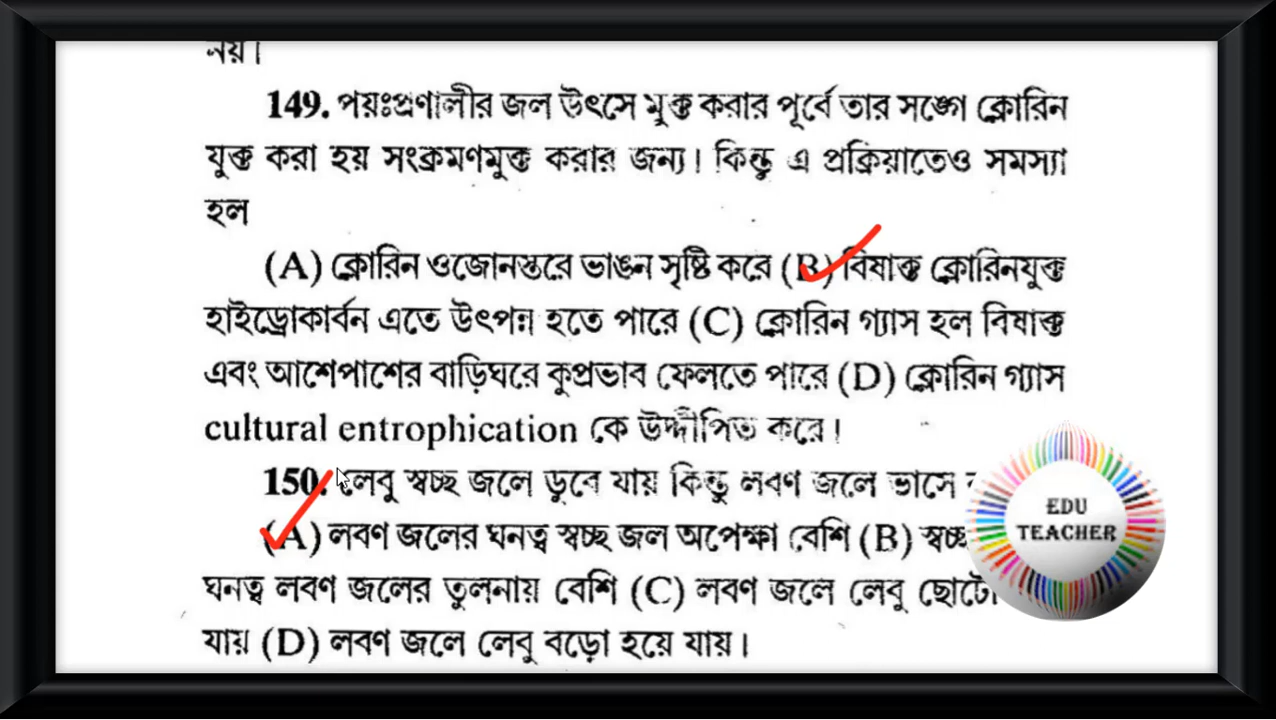 নয়।
149. পয়ঃপ্রণালীর জল উৎসে মুক্ত করার পূর্বে তার সঙ্গে ক্লোরিন
যুক্ত করা হয় সংক্রমণমুক্ত করার জন্য। কিন্তু এ প্রক্রিয়াতেও সমস্যা
হল
(A) ক্লোরিন ওজোনস্তরে ভাঙন সৃষ্টি করে (B) বিষাক্ত ক্লোরিনযুক্ত
হাইড্রোকার্বন এতে উৎপন্ন হতে পারে (C) ক্লোরিন গ্যাস হল বিষাক্ত
এবং আশেপাশের বাড়িঘরে কুপ্রভাব ফেলতে পারে (D) ক্লোরিন গ্যাস
cultural entrophication কে উদ্দীপিত করে।
150. লেবু স্বচ্ছ জলে ডুবে যায় কিন্তু লবণ জলে ভাসে
(A) লবণ জলের ঘনত্ব স্বচ্ছ জল অপেক্ষা বেশি (B) স্বচ্ছ
ঘনত্ব লবণ জলের তুলনায় বেশি (C) লবণ জলে লেবু ছোটো
যায় (D) লবণ জলে লেবু বড়ো হয়ে যায়।
EDU
TEACHER